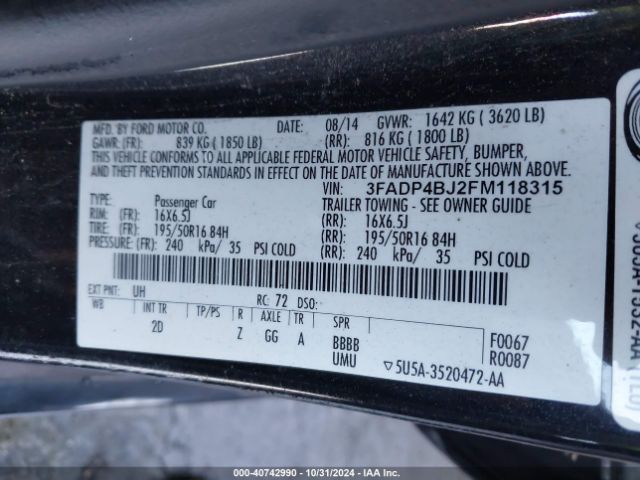 MFD. BY FORD MOTOR CO. DATE: 08/14 GVWR: 1642 KG ( 3620 LB)
GAWR: (FR): 839 KG ( 1850 LB) (RR): 816 KG ( 1800 LB)
THIS VEHICLE CONFORMS TO ALL APPLICABLE FEDERAL MOTOR VEHICLE SAFETY, BUMPER,
AND THEFT PREVENTION STANDARDS IN EFFECT ON THE DATE OF MANUFACTURE SHOWN ABOVE.
VIN: 3FADP4BJ2FM118315
TYPE: Passenger Car TRAILER TOWING - SEE OWNER GUIDE
RIM: (FR): 16X6.5J (RR): 16X6.5J
TIRE: (FR): 195/50R16 84H (RR): 195/50R16 84H
PRESSURE: (FR): 240 kPa/ 35 PSI COLD (RR): 240 kPa/ 35 PSI COLD
EXT PNT: UH RC: 72 DSO:
WB INT TR TP/PS R AXLE TR SPR
2D Z GG A BBBB F0067
UMU R0087
▽5U5A-3520472-AA
000-40742990 - 10/31/2024 - IAA Inc.